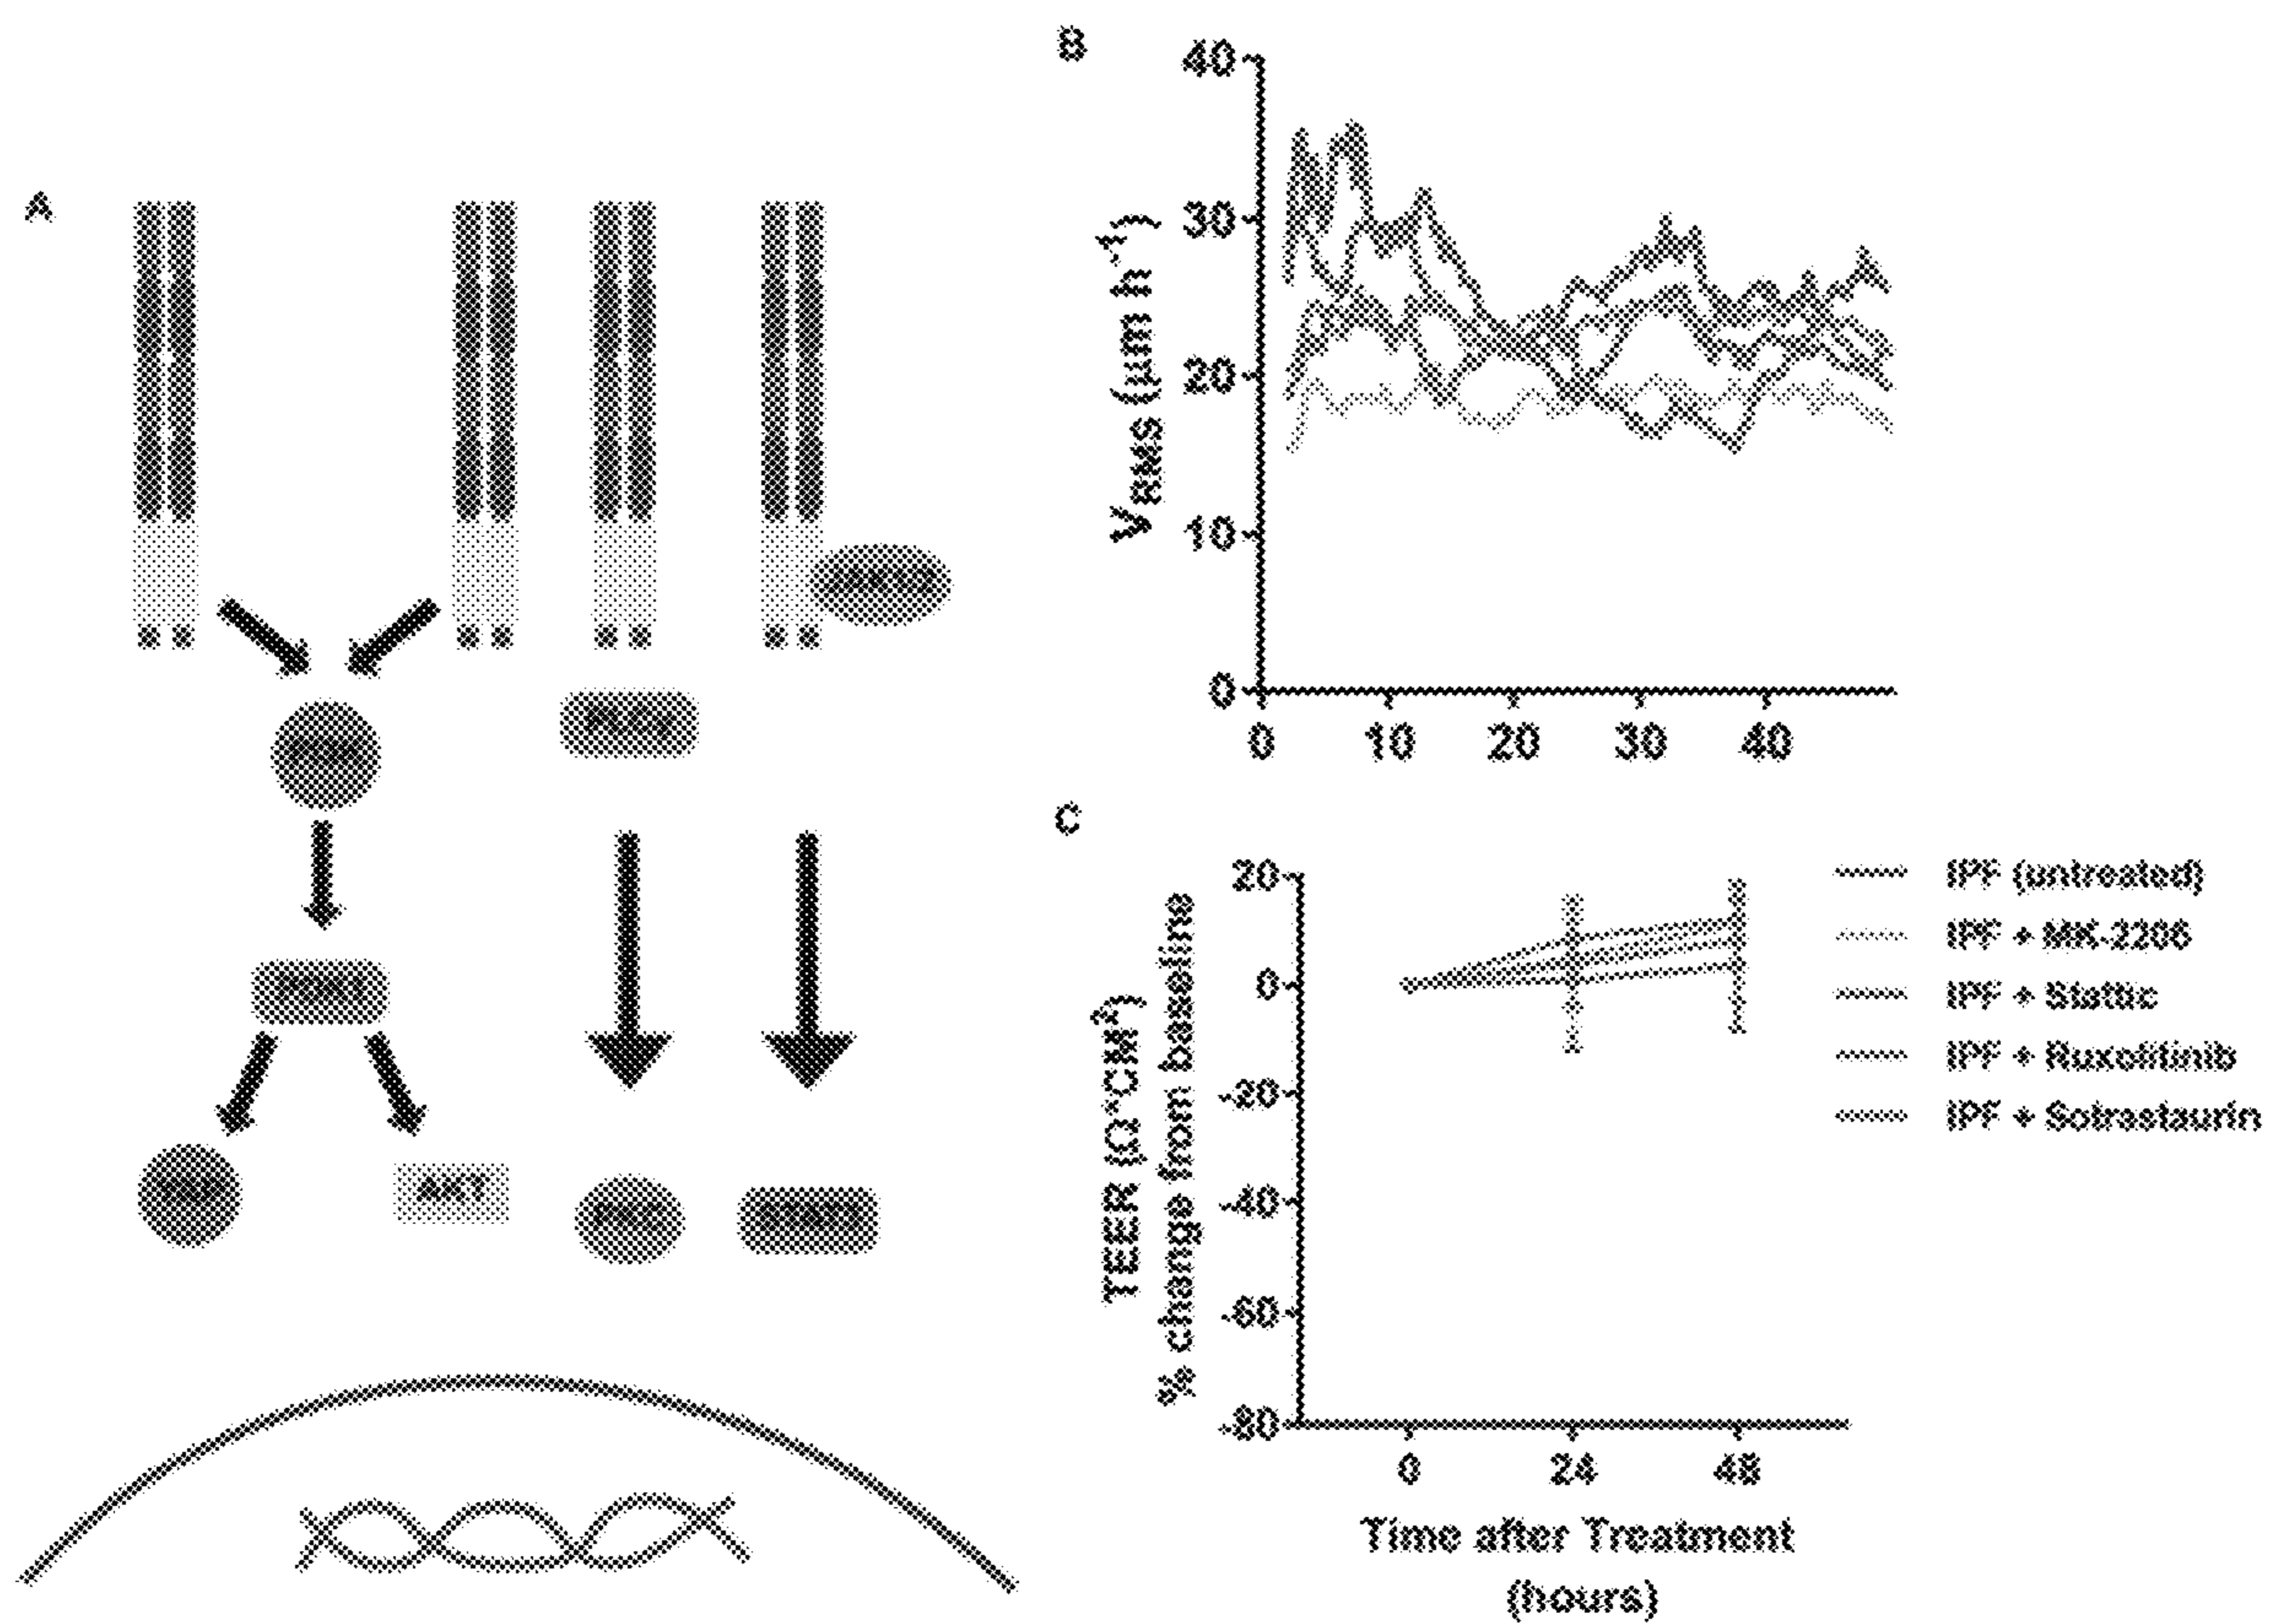 A
PLCγ
AKT
B
40
30
20
10
0
V RMS (µm h⁻¹)
0 10 20 30 40
C
20
0
-20
-40
-60
-80
TEER (Ω*CM²)
% change from baseline
0 24 48
Time after Treatment
(hours)
IPF (untreated)
IPF + MK-2206
IPF + Stattic
IPF + Ruxolitinib
IPF + Sotrastaurin